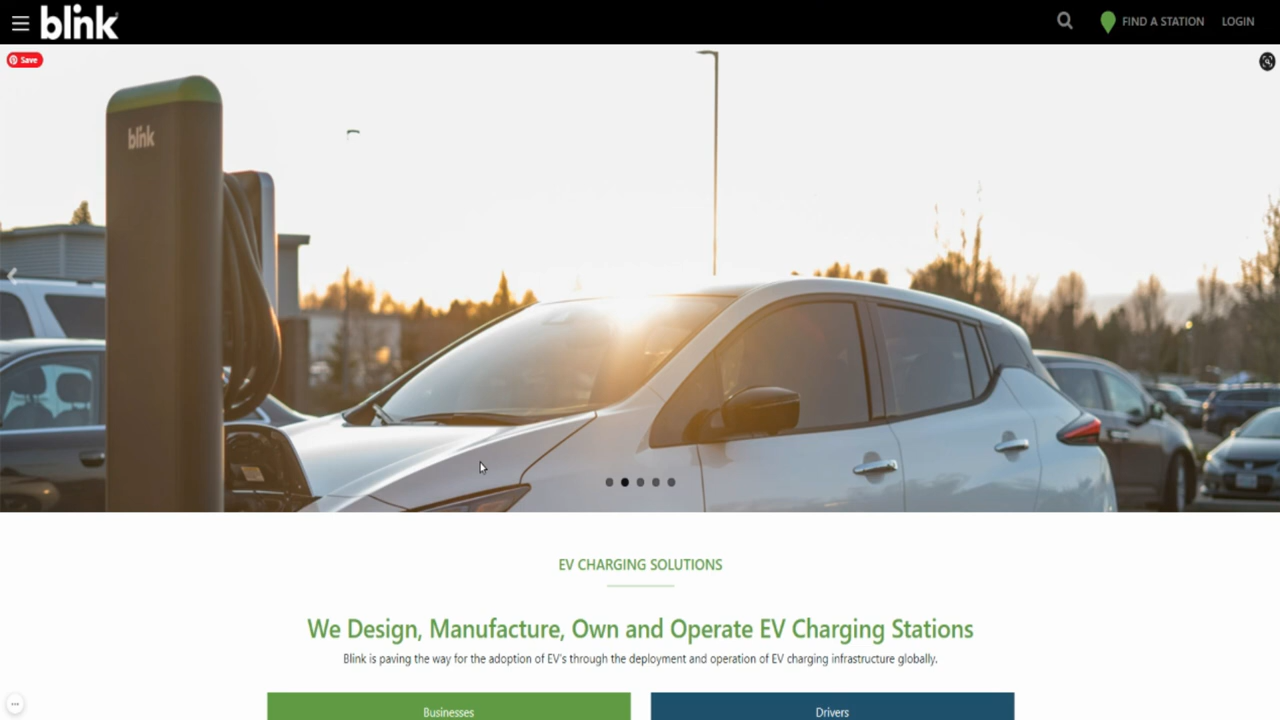 blink
FIND A STATION
LOGIN
Save
blink
EV CHARGING SOLUTIONS
We Design, Manufacture, Own and Operate EV Charging Stations
Blink is paving the way for the adoption of EV's through the deployment and operation of EV charging infrastructure globally.
Businesses
Drivers